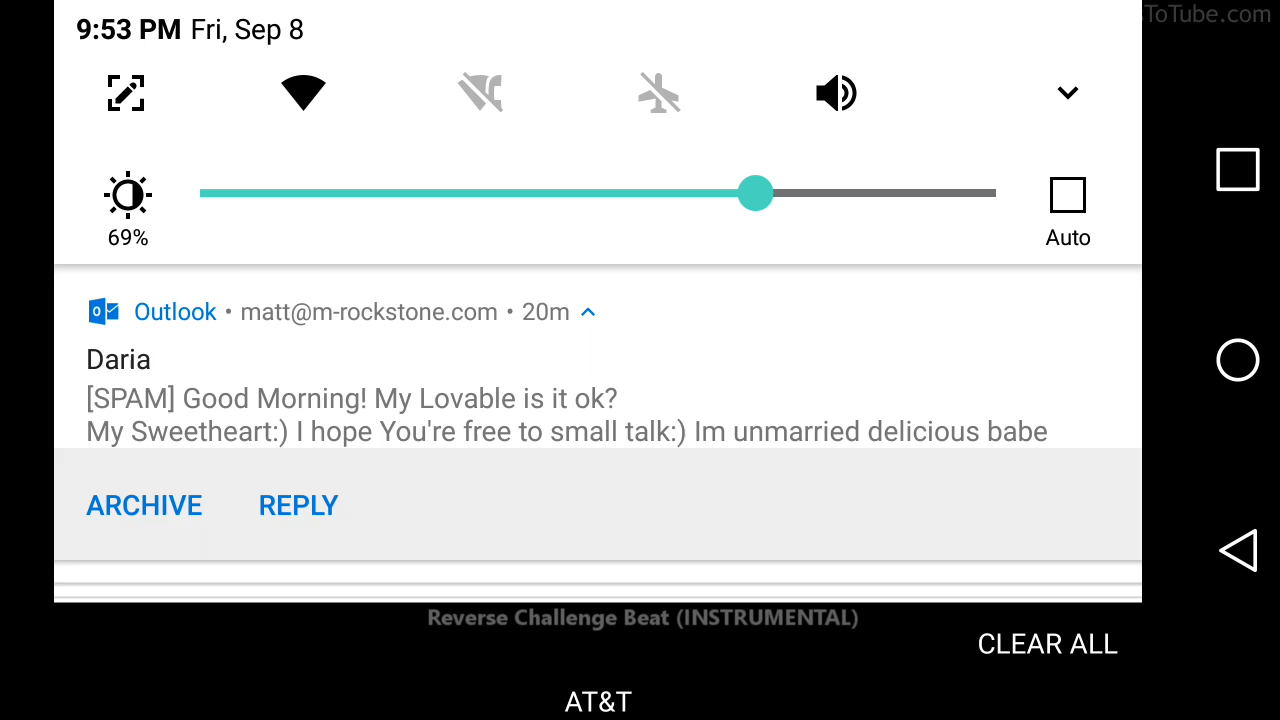 ToTube.com
9:53 PM Fri, Sep 8
69%
Auto
Outlook • matt@m-rockstone.com • 20m
Daria
[SPAM] Good Morning! My Lovable is it ok?
My Sweetheart:) I hope You're free to small talk:) Im unmarried delicious babe
ARCHIVE REPLY
Reverse Challenge Beat (INSTRUMENTAL)
CLEAR ALL
AT&T